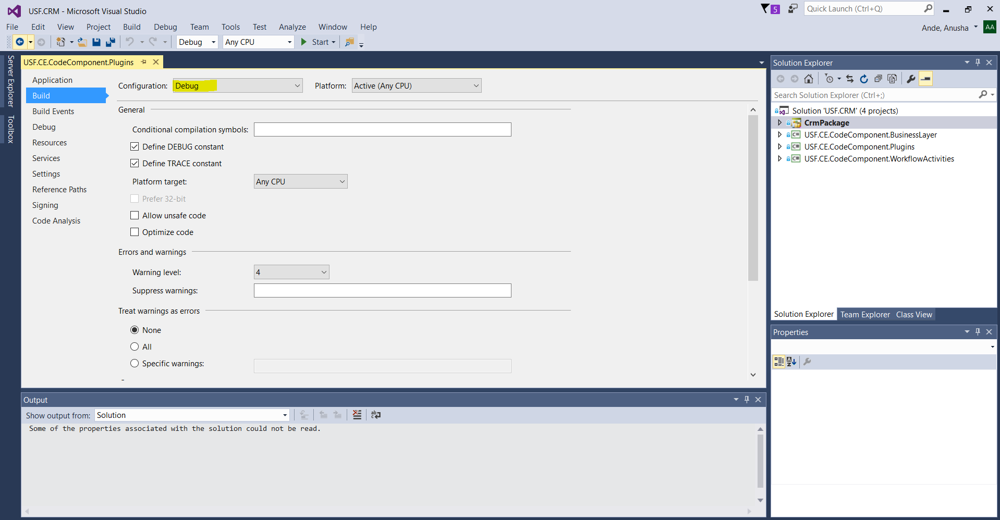 USF.CRM - Microsoft Visual Studio
5
Quick Launch (Ctrl+Q)
File Edit View Project Build Debug Team Tools Test Analyze Window Help
Ande, Anusha AA
Debug Any CPU Start
Server Explorer
Toolbox
USF.CE.CodeComponent.Plugins
Application
Build
Build Events
Debug
Resources
Services
Settings
Reference Paths
Signing
Code Analysis
Configuration: Debug Platform: Active (Any CPU)
General
Conditional compilation symbols:
Define DEBUG constant
Define TRACE constant
Platform target: Any CPU
Prefer 32-bit
Allow unsafe code
Optimize code
Errors and warnings
Warning level: 4
Suppress warnings:
Treat warnings as errors
None
All
Specific warnings:
Output
Show output from: Solution
Some of the properties associated with the solution could not be read.
Solution Explorer
Search Solution Explorer (Ctrl+;)
Solution 'USF.CRM' (4 projects)
CrmPackage
C# USF.CE.CodeComponent.BusinessLayer
C# USF.CE.CodeComponent.Plugins
C# USF.CE.CodeComponent.WorkflowActivities
Solution Explorer Team Explorer Class View
Properties